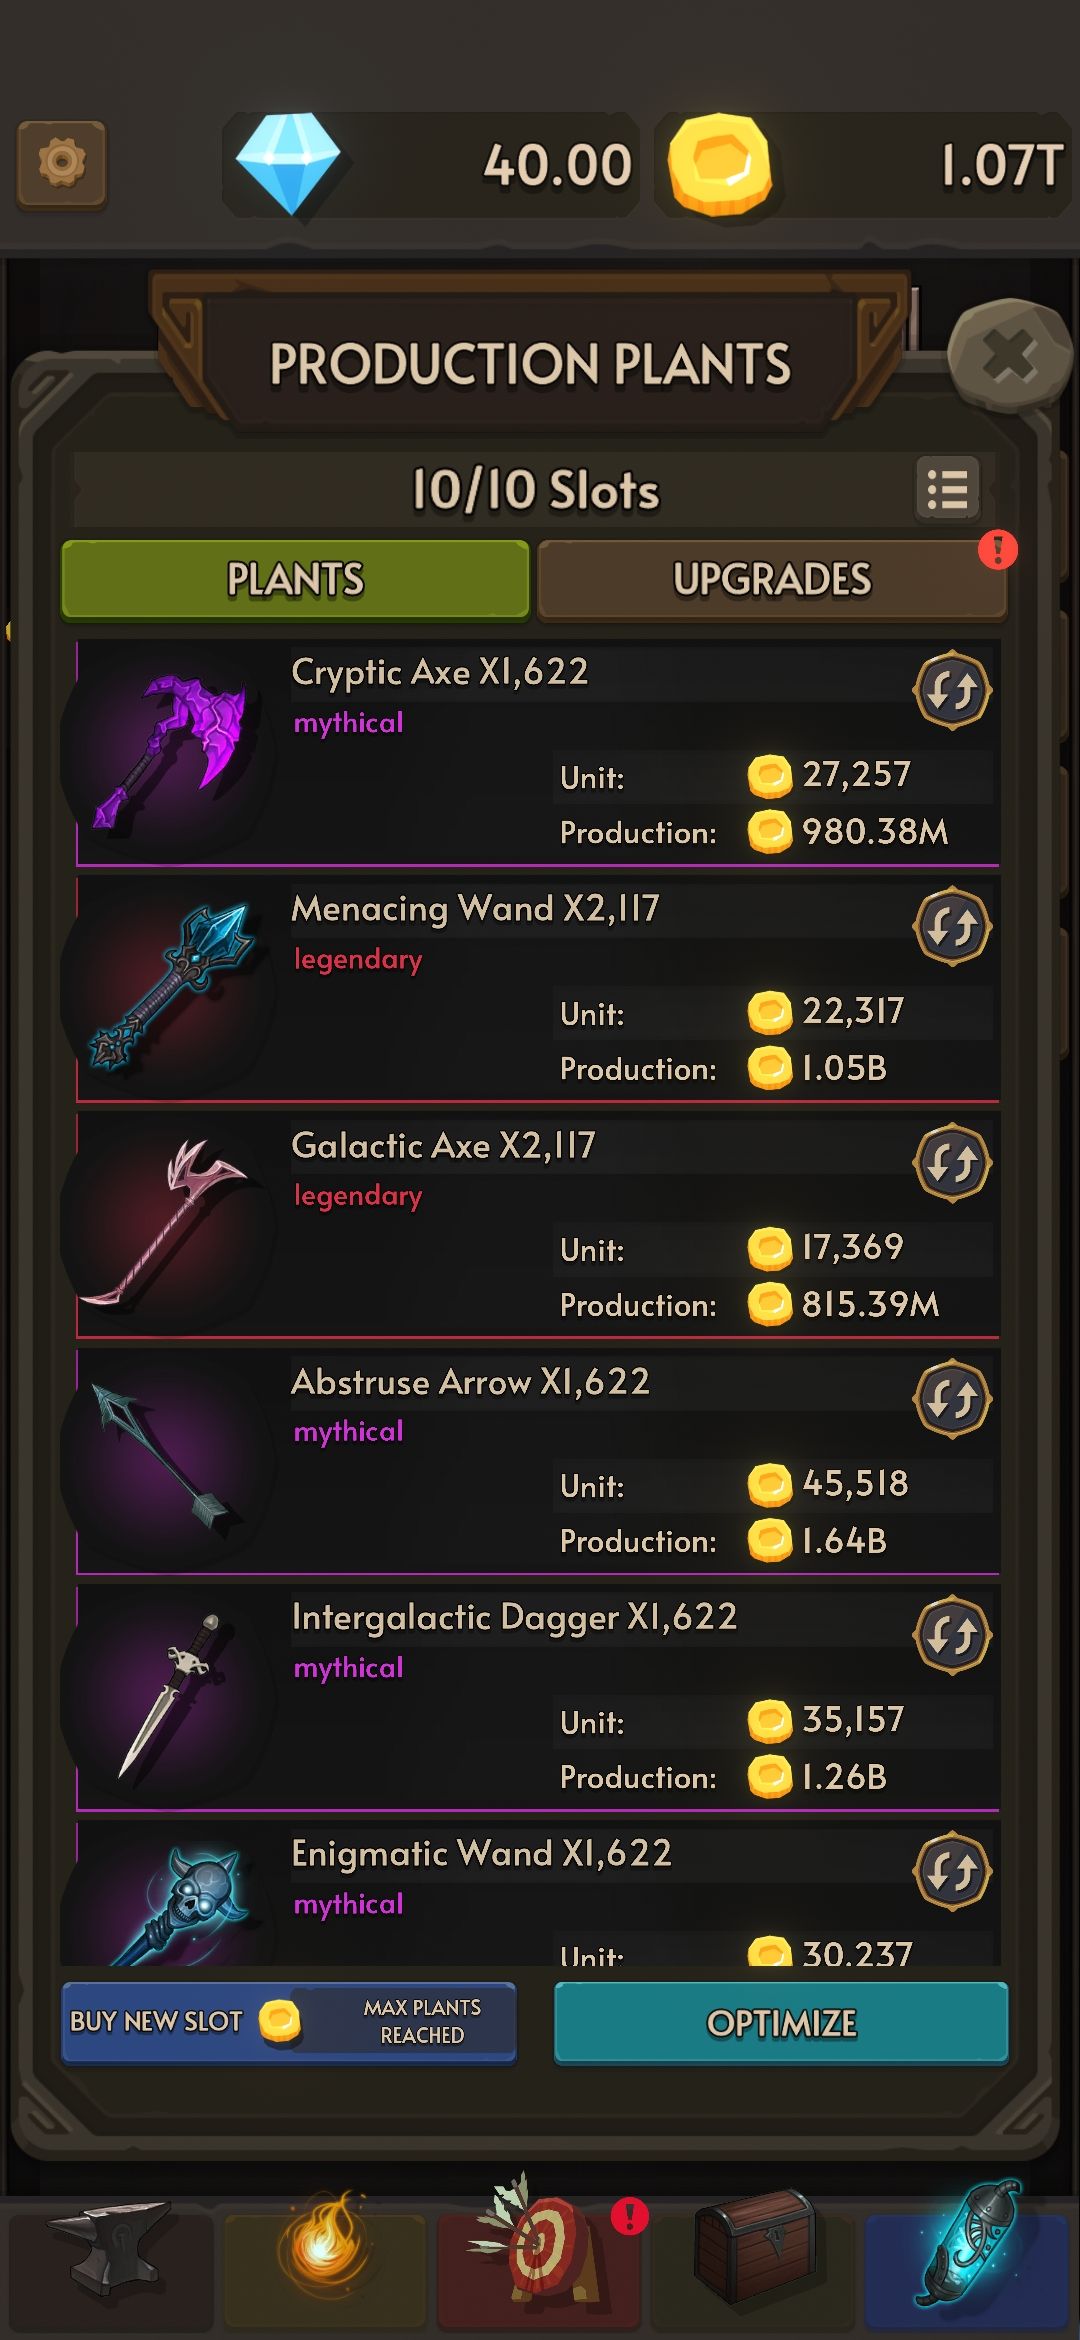 40.00
1.07T
PRODUCTION PLANTS
10/10 Slots
PLANTS
UPGRADES
!
Cryptic Axe X1,622
mythical
Unit: 27,257
Production: 980.38M
Menacing Wand X2,117
legendary
Unit: 22,317
Production: 1.05B
Galactic Axe X2,117
legendary
Unit: 17,369
Production: 815.39M
Abstruse Arrow X1,622
mythical
Unit: 45,518
Production: 1.64B
Intergalactic Dagger X1,622
mythical
Unit: 35,157
Production: 1.26B
Enigmatic Wand X1,622
mythical
Unit: 30,237
BUY NEW SLOT
MAX PLANTS
REACHED
OPTIMIZE
!